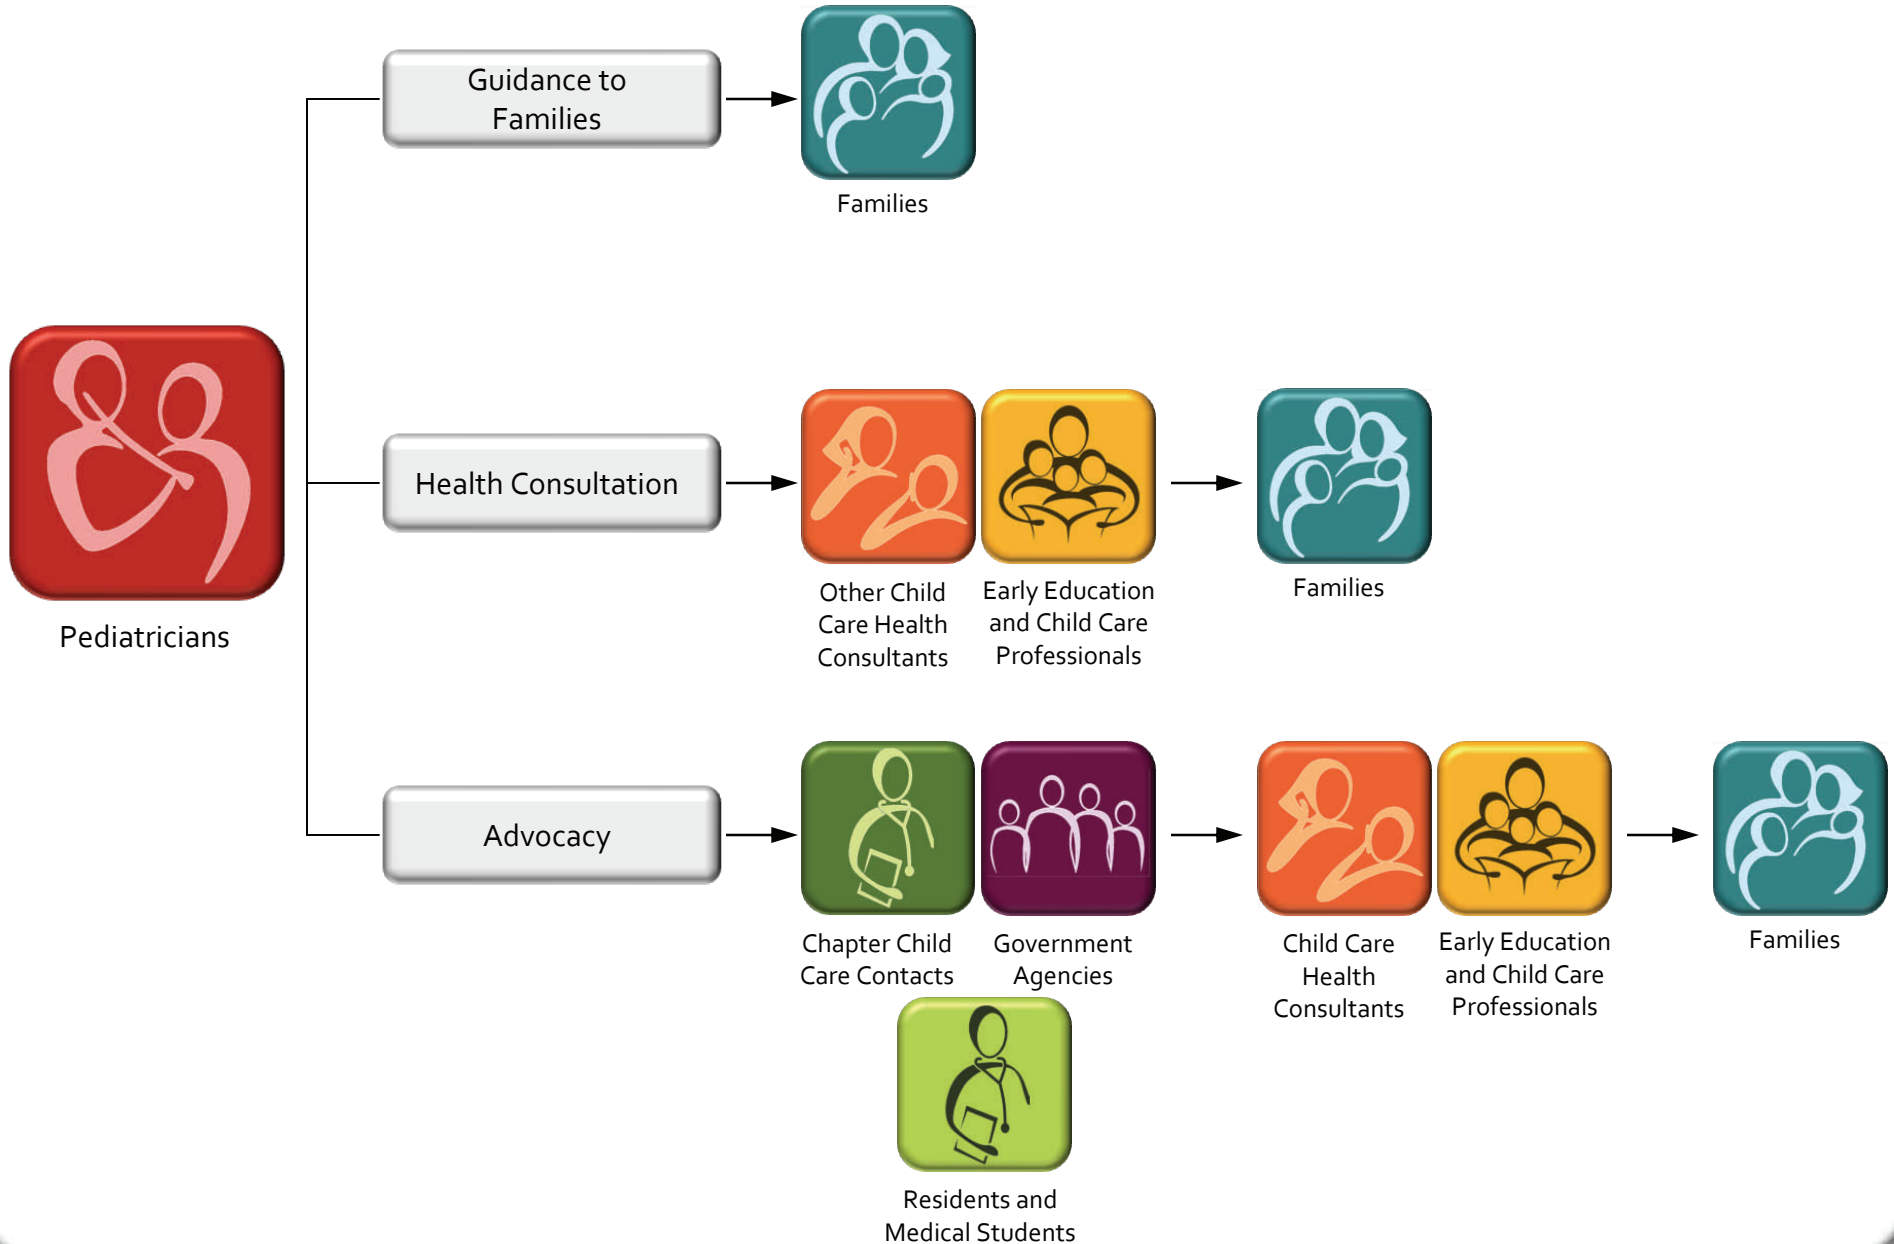 Guidance to
Families
Families
Pediatricians
Health Consultation
Other Child
Care Health
Consultants
Early Education
and Child Care
Professionals
Families
Advocacy
Chapter Child
Care Contacts
Government
Agencies
Child Care
Health
Consultants
Early Education
and Child Care
Professionals
Families
Residents and
Medical Students